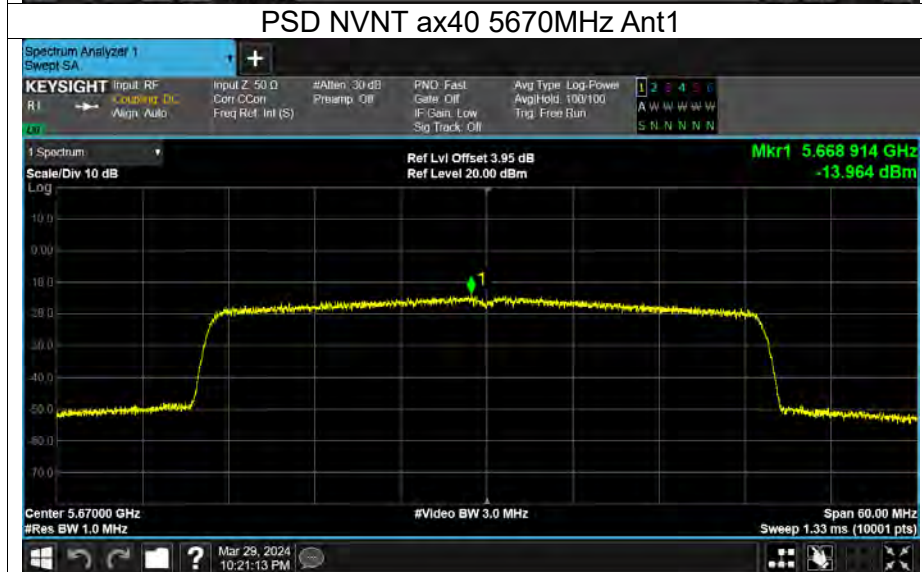 PSD NVNT ax40 5670MHz Ant1
Spectrum Analyzer 1
Swept SA
+
KEYSIGHT Input: RF Input Z: 50 Ω #Atten: 30 dB PNO: Fast Avg Type: Log-Power 1 2 3 4 5 6
Coupling: DC Corr CCorr Preamp: Off Gate: Off Avg|Hold: 100/100 A W W W W W
Align: Auto Freq Ref: Int (S) IF Gain: Low Trig: Free Run
Sig Track: Off S N N N N N
1 Spectrum Ref Lvl Offset 3.95 dB Mkr1 5.668 914 GHz
Scale/Div 10 dB Ref Level 20.00 dBm -13.964 dBm
Log
10.0
0.00
-10.0
1
-20.0
-30.0
-40.0
-50.0
-60.0
-70.0
Center 5.67000 GHz #Video BW 3.0 MHz Span 60.00 MHz
#Res BW 1.0 MHz Sweep 1.33 ms (10001 pts)
? Mar 29, 2024
10:21:13 PM